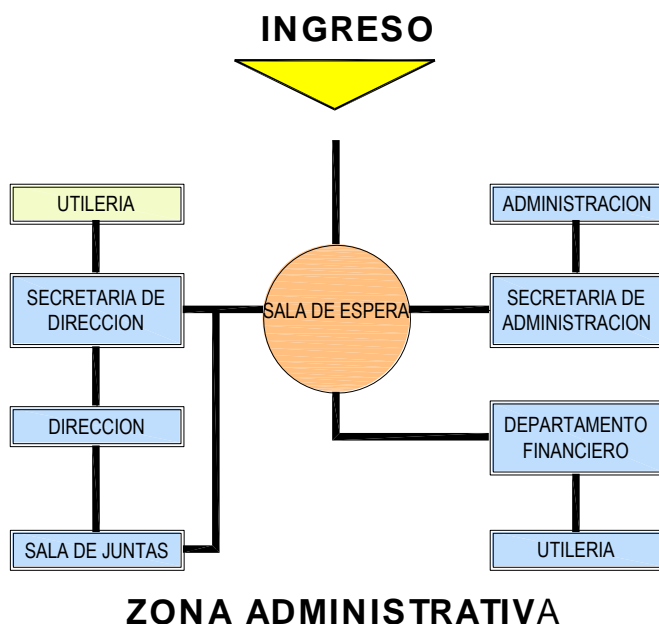 INGRESO
UTILERIA
ADMINISTRACION
SECRETARIA DE
DIRECCION
SALA DE ESPERA
SECRETARIA DE
ADMINISTRACION
DIRECCION
DEPARTAMENTO
FINANCIERO
SALA DE JUNTAS
UTILERIA
ZONA ADMINISTRATIVA